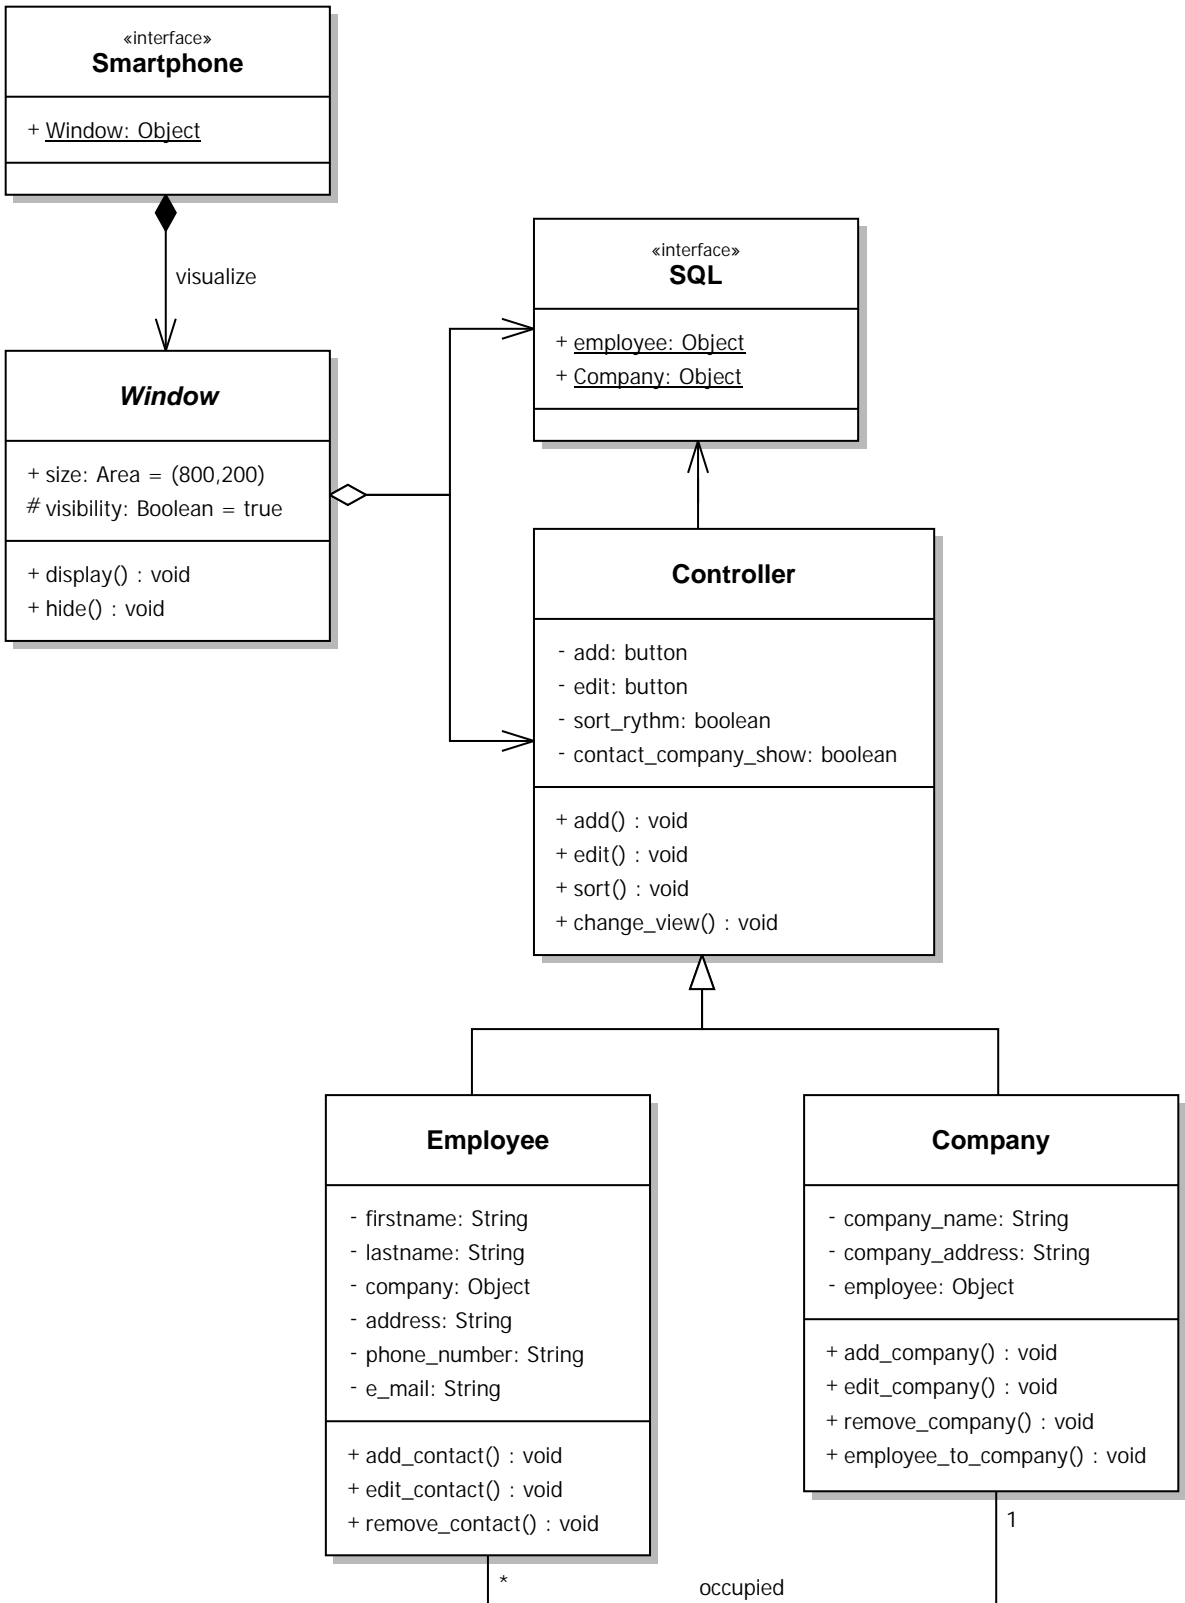 «interface»
Smartphone
+ Window: Object
visualize
Window
+ size: Area = (800,200)
# visibility: Boolean = true
+ display() : void
+ hide() : void
«interface»
SQL
+ employee: Object
+ Company: Object
Controller
- add: button
- edit: button
- sort_rythm: boolean
- contact_company_show: boolean
+ add() : void
+ edit() : void
+ sort() : void
+ change_view() : void
Employee
- firstname: String
- lastname: String
- company: Object
- address: String
- phone_number: String
- e_mail: String
+ add_contact() : void
+ edit_contact() : void
+ remove_contact() : void
Company
- company_name: String
- company_address: String
- employee: Object
+ add_company() : void
+ edit_company() : void
+ remove_company() : void
+ employee_to_company() : void
1
*
occupied